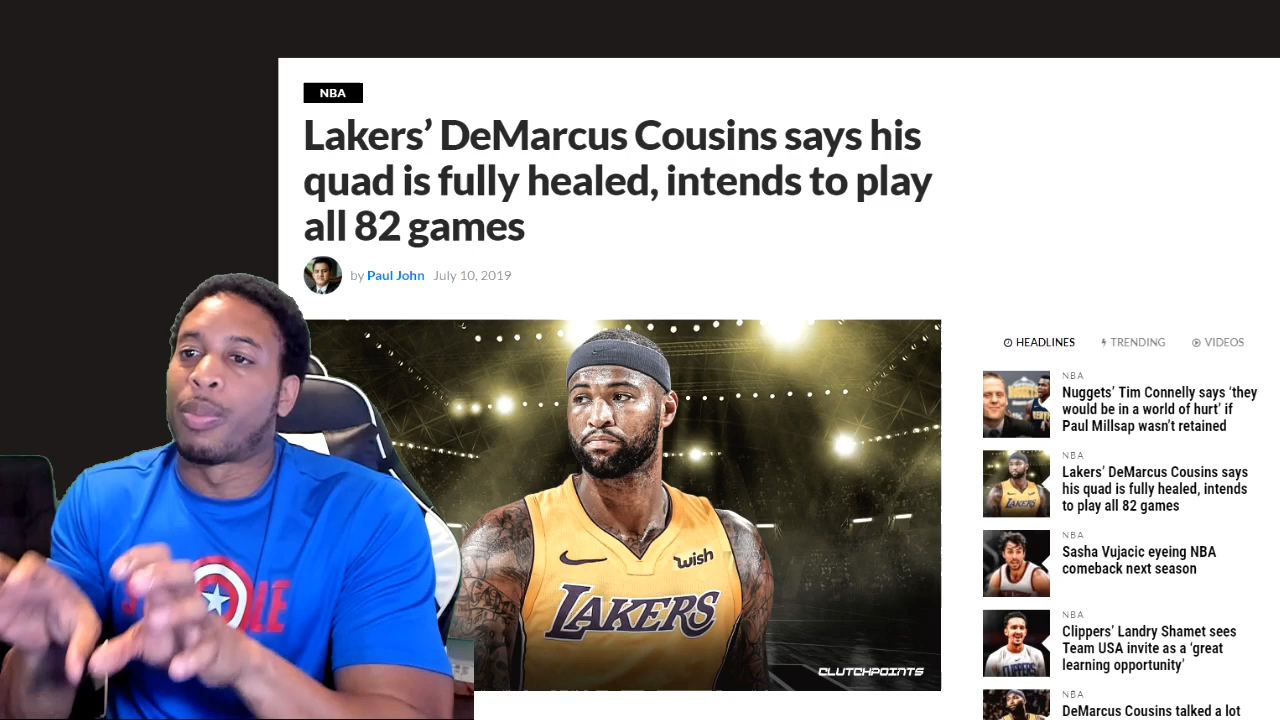 NBA
Lakers’ DeMarcus Cousins says his
quad is fully healed, intends to play
all 82 games
by Paul John July 10, 2019
wish
LAKERS
CLUTCHPOINTS
HEADLINES TRENDING VIDEOS
NBA
Nuggets’ Tim Connelly says ‘they
would be in a world of hurt’ if
Paul Millsap wasn’t retained
NBA
Lakers’ DeMarcus Cousins says
his quad is fully healed, intends
to play all 82 games
NBA
Sasha Vujacic eyeing NBA
comeback next season
NBA
Clippers’ Landry Shamet sees
Team USA invite as a ‘great
learning opportunity’
NBA
DeMarcus Cousins talked a lot